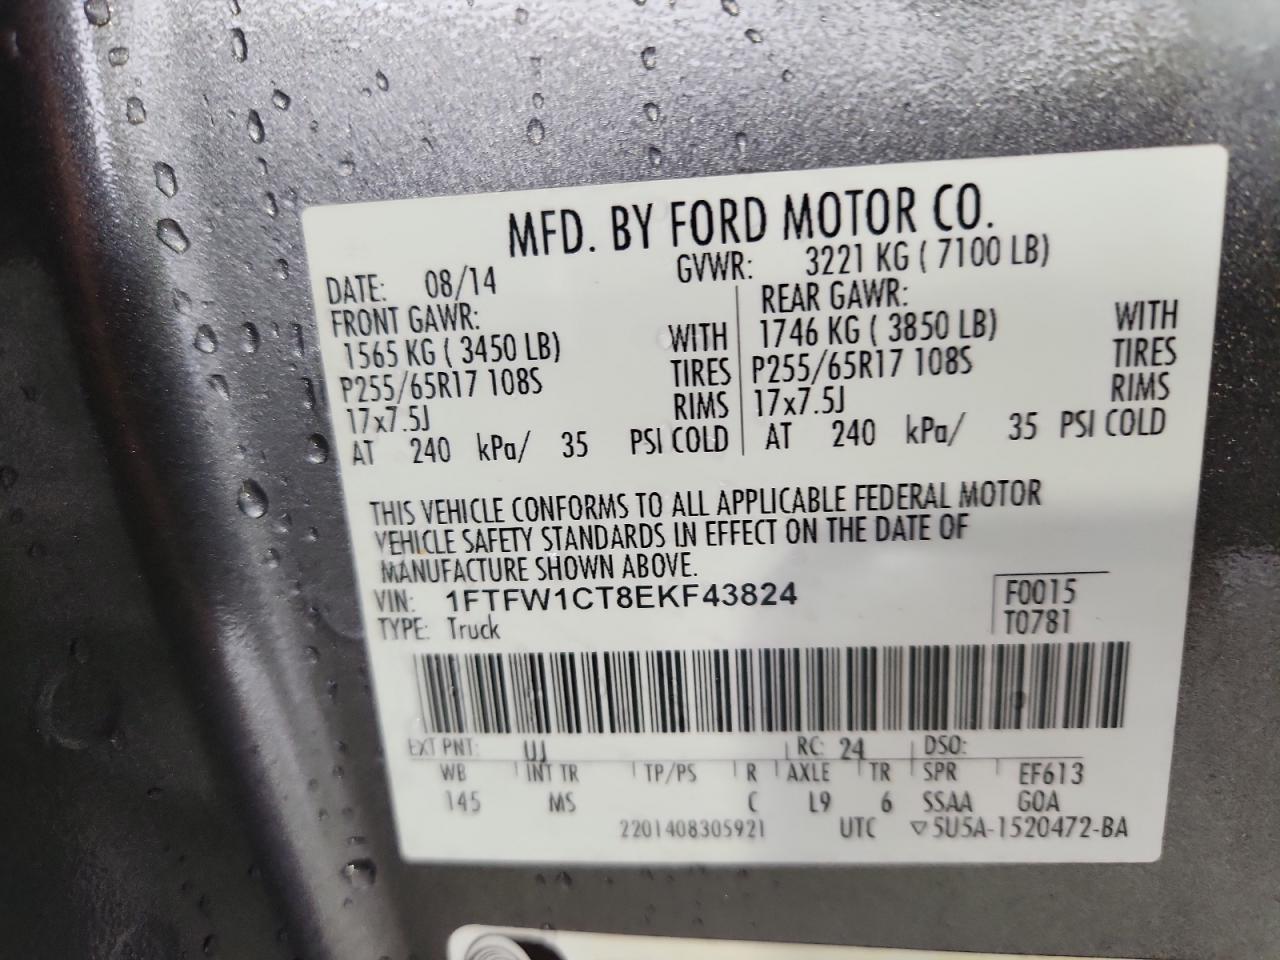 MFD. BY FORD MOTOR CO.
DATE: 08/14 GVWR: 3221 KG ( 7100 LB)
FRONT GAWR: REAR GAWR:
1565 KG ( 3450 LB) WITH 1746 KG ( 3850 LB) WITH
P255/65R17 108S TIRES P255/65R17 108S TIRES
17x7.5J RIMS 17x7.5J RIMS
AT 240 kPa/ 35 PSI COLD AT 240 kPa/ 35 PSI COLD
THIS VEHICLE CONFORMS TO ALL APPLICABLE FEDERAL MOTOR
VEHICLE SAFETY STANDARDS IN EFFECT ON THE DATE OF
MANUFACTURE SHOWN ABOVE.
VIN: 1FTFW1CT8EKF43824 F0015
TYPE: Truck T0781
EXT PNT: UJ RC: 24 DSO:
WB INT TR TP/PS R AXLE TR SPR EF613
145 MS C L9 6 SSAA GOA
2201408305921 UTC ▽5U5A-1520472-BA